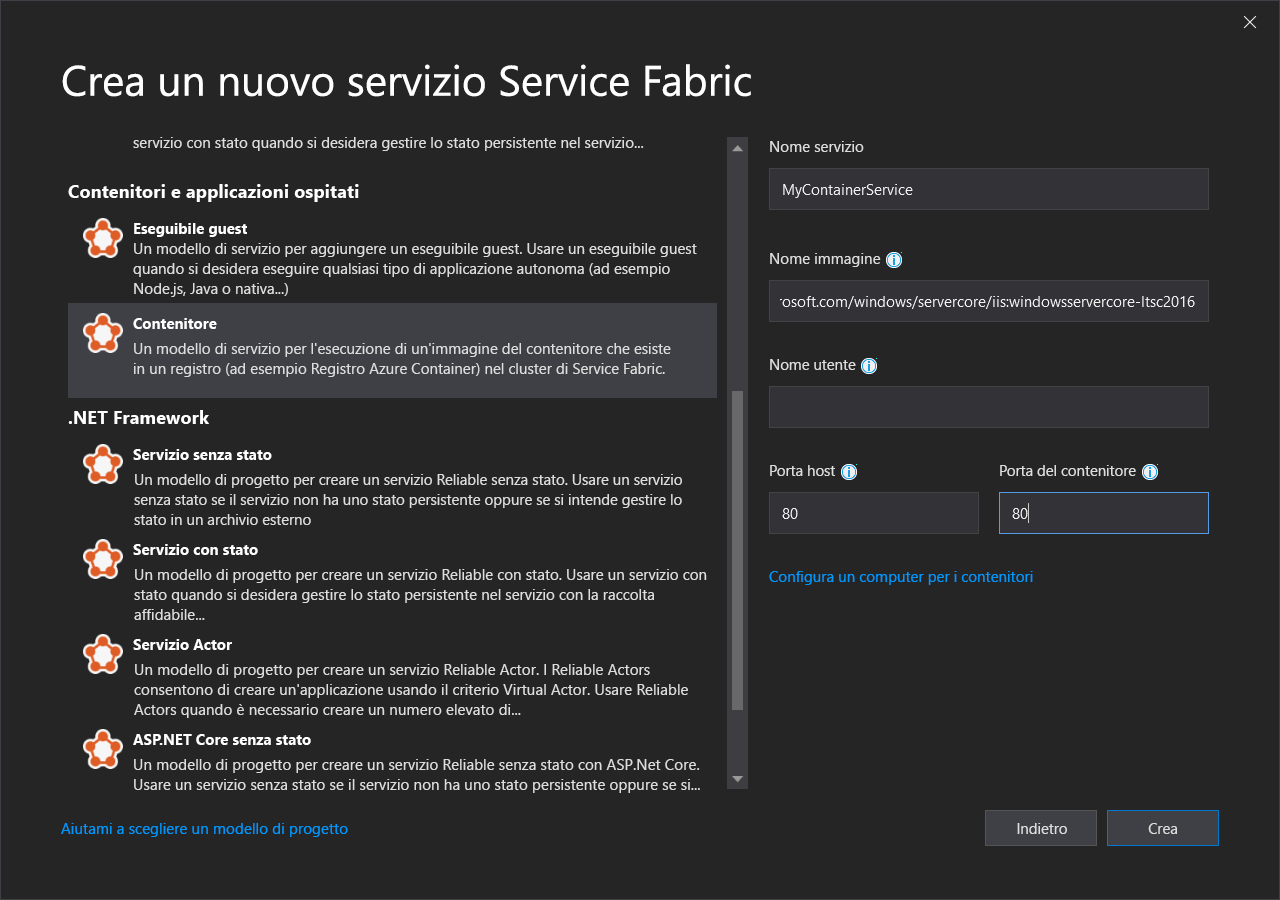 Crea un nuovo servizio Service Fabric
servizio con stato quando si desidera gestire lo stato persistente nel servizio...
Contenitori e applicazioni ospitati
Eseguibile guest
Un modello di servizio per aggiungere un eseguibile guest. Usare un eseguibile guest
quando si desidera eseguire qualsiasi tipo di applicazione autonoma (ad esempio
Node.js, Java o nativa...)
Contenitore
Un modello di servizio per l'esecuzione di un'immagine del contenitore che esiste
in un registro (ad esempio Registro Azure Container) nel cluster di Service Fabric.
.NET Framework
Servizio senza stato
Un modello di progetto per creare un servizio Reliable senza stato. Usare un servizio
senza stato se il servizio non ha uno stato persistente oppure se si intende gestire lo
stato in un archivio esterno
Servizio con stato
Un modello di progetto per creare un servizio Reliable con stato. Usare un servizio con
stato quando si desidera gestire lo stato persistente nel servizio con la raccolta
affidabile...
Servizio Actor
Un modello di progetto per creare un servizio Reliable Actor. I Reliable Actors
consentono di creare un'applicazione usando il criterio Virtual Actor. Usare Reliable
Actors quando è necessario creare un numero elevato di...
ASP.NET Core senza stato
Un modello di progetto per creare un servizio Reliable senza stato con ASP.Net Core.
Usare un servizio senza stato se il servizio non ha uno stato persistente oppure se si...
Nome servizio
MyContainerService
Nome immagine
rosoft.com/windows/servercore/iis:windowsservercore-ltsc2016
Nome utente
Porta host
Porta del contenitore
80
80
Configura un computer per i contenitori
Aiutami a scegliere un modello di progetto
Indietro
Crea